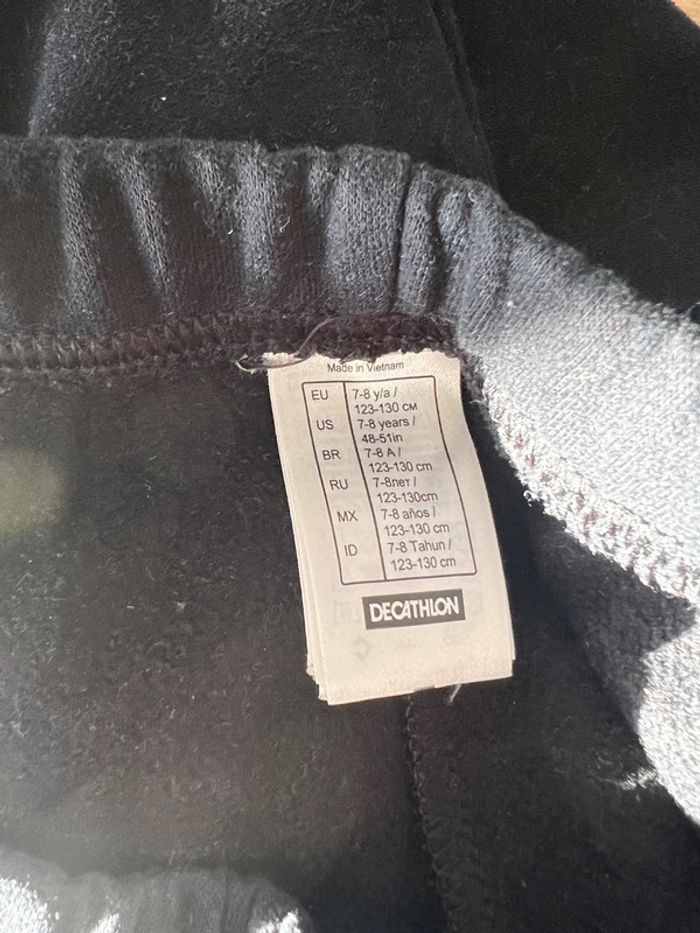 Made in Vietnam
EU 7-8 y/a /
123-130 см
US 7-8 years /
48-51in
BR 7-8 A /
123-130 cm
RU 7-8лет /
123-130cm
MX 7-8 años /
123-130 cm
ID 7-8 Tahun /
123-130 cm
DECATHLON